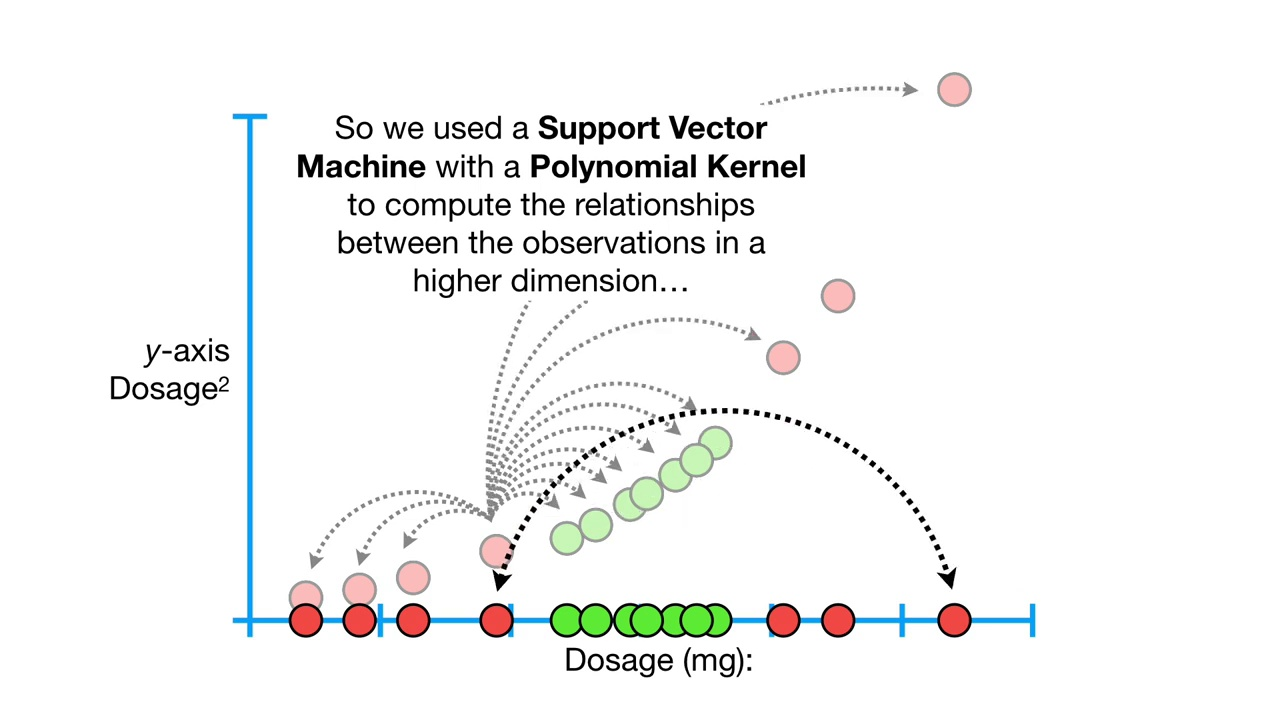 So we used a Support Vector
Machine with a Polynomial Kernel
to compute the relationships
between the observations in a
higher dimension…
y-axis
Dosage²
Dosage (mg):